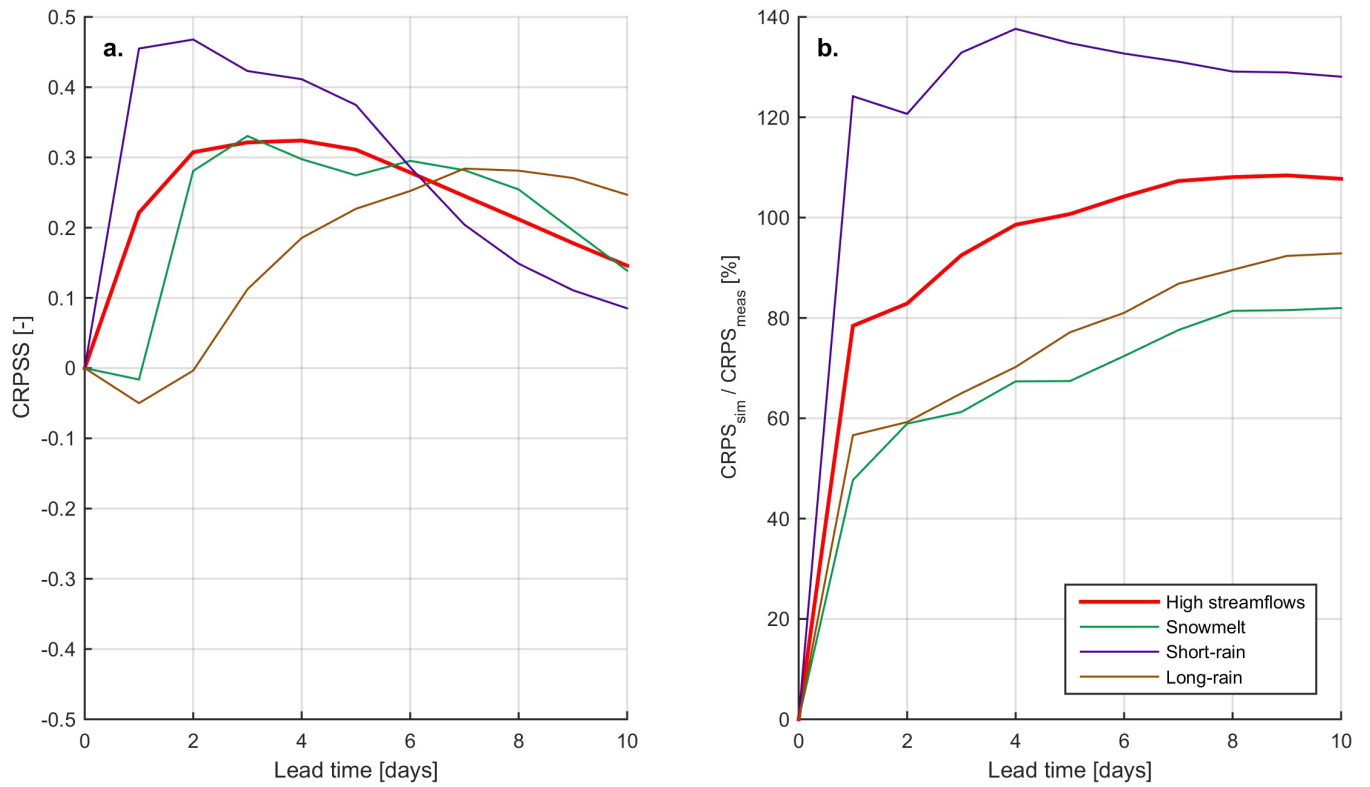 a.
0.5
0.4
0.3
0.2
0.1
0
-0.1
-0.2
-0.3
-0.4
-0.5
CRPSS [-]
0 2 4 6 8 10
Lead time [days]
b.
140
120
100
80
60
40
20
0
CRPSsim / CRPSmeas [%]
0 2 4 6 8 10
Lead time [days]
High streamflows
Snowmelt
Short-rain
Long-rain